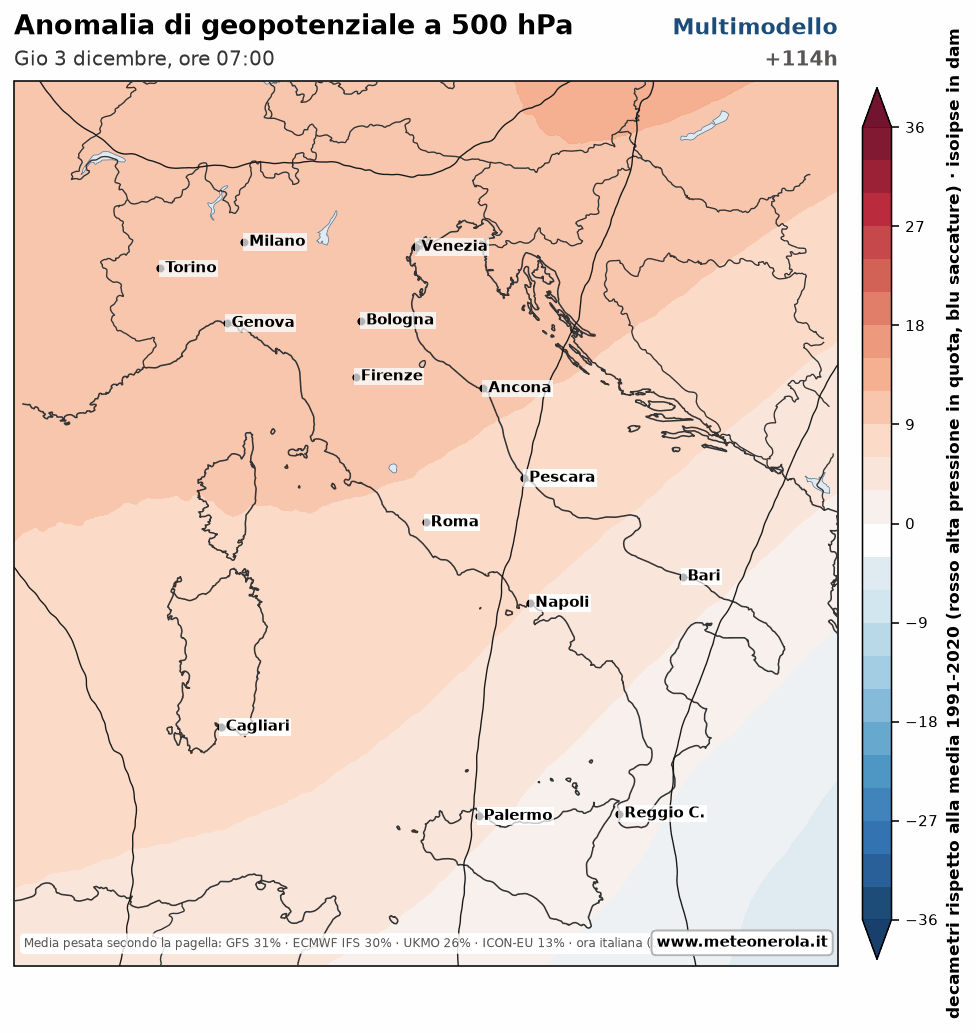 Anomalia di geopotenziale a 500 hPa
Multimodello
Gio 3 dicembre, ore 07:00
+114h
Milano
Venezia
Torino
Genova
Bologna
Firenze
Ancona
Pescara
Roma
Bari
Napoli
Cagliari
Palermo
Reggio C.
36
27
18
9
0
−9
−18
−27
−36
decametri rispetto alla media 1991-2020 (rosso alta pressione in quota, blu saccature) · isoipse in dam
Media pesata secondo la pagella: GFS 31% · ECMWF IFS 30% · UKMO 26% · ICON-EU 13% · ora italiana (
www.meteonerola.it